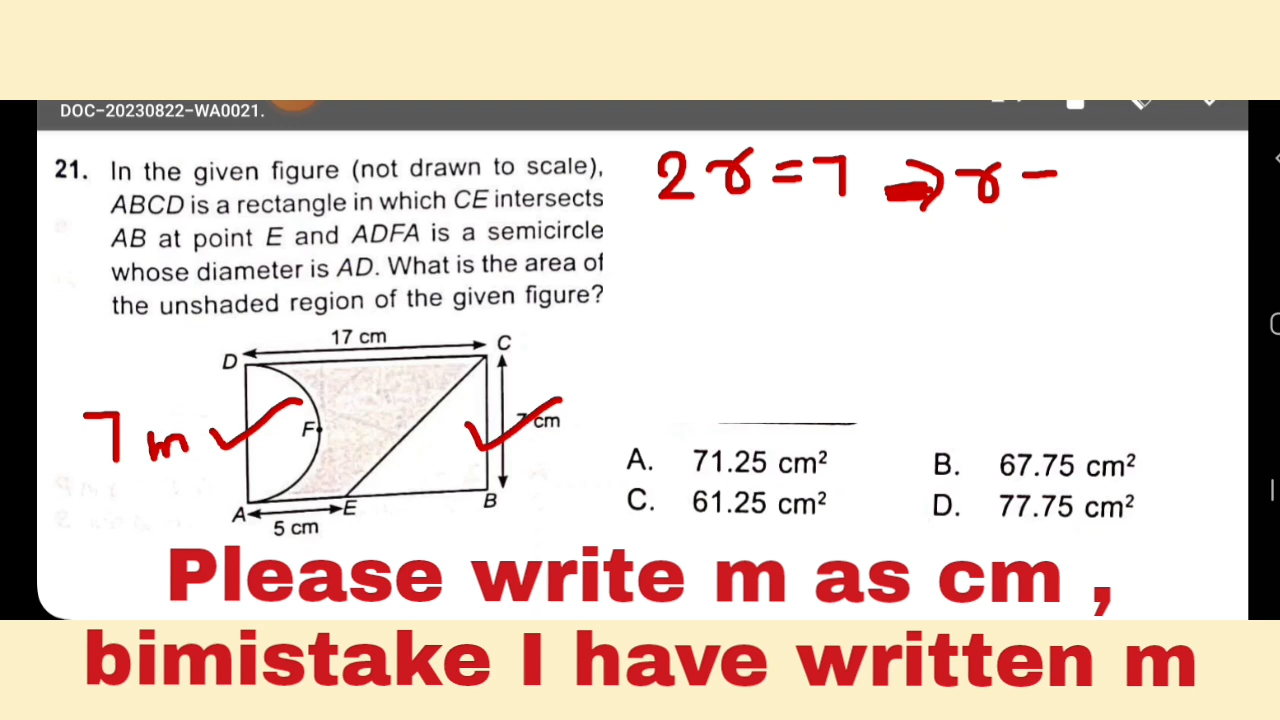 DOC-20230822-WA0021.
21. In the given figure (not drawn to scale),
ABCD is a rectangle in which CE intersects
AB at point E and ADFA is a semicircle
whose diameter is AD. What is the area of
the unshaded region of the given figure?
2r = 7 ⇒ r –
17 cm
D
C
7 m
F
7 cm
A
E
B
5 cm
A. 71.25 cm² B. 67.75 cm²
C. 61.25 cm² D. 77.75 cm²
Please write m as cm ,
bimistake I have written m